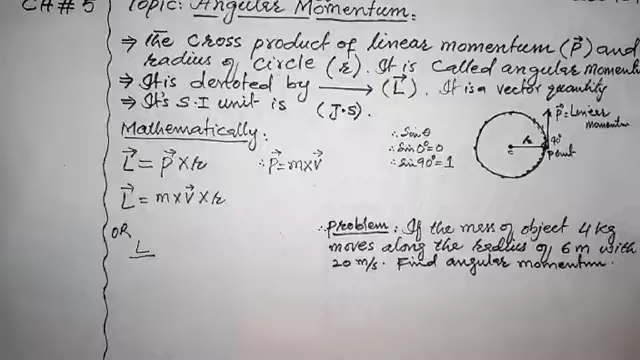 CH # 5
Topic: Angular Momentum:
⇒ The cross product of linear momentum (P⃗) and
radius of circle (r). It is called angular moment
⇒ It is denoted by ⟶ (L⃗). It is a vector quantity
⇒ It's S.I unit is (J.s).
Mathematically:
L⃗ = P⃗ x r ∵ P⃗ = m x V⃗
L⃗ = m x V⃗ x r
OR
L
∴ Sin θ
∴ Sin 0° = 0
∴ Sin 90° = 1
P⃗ = Linear
momentum
r
90°
c
point
∴ Problem: If the mess of object 4 kg
moves along the radius of 6 m with
20 m/s. Find angular momentum.